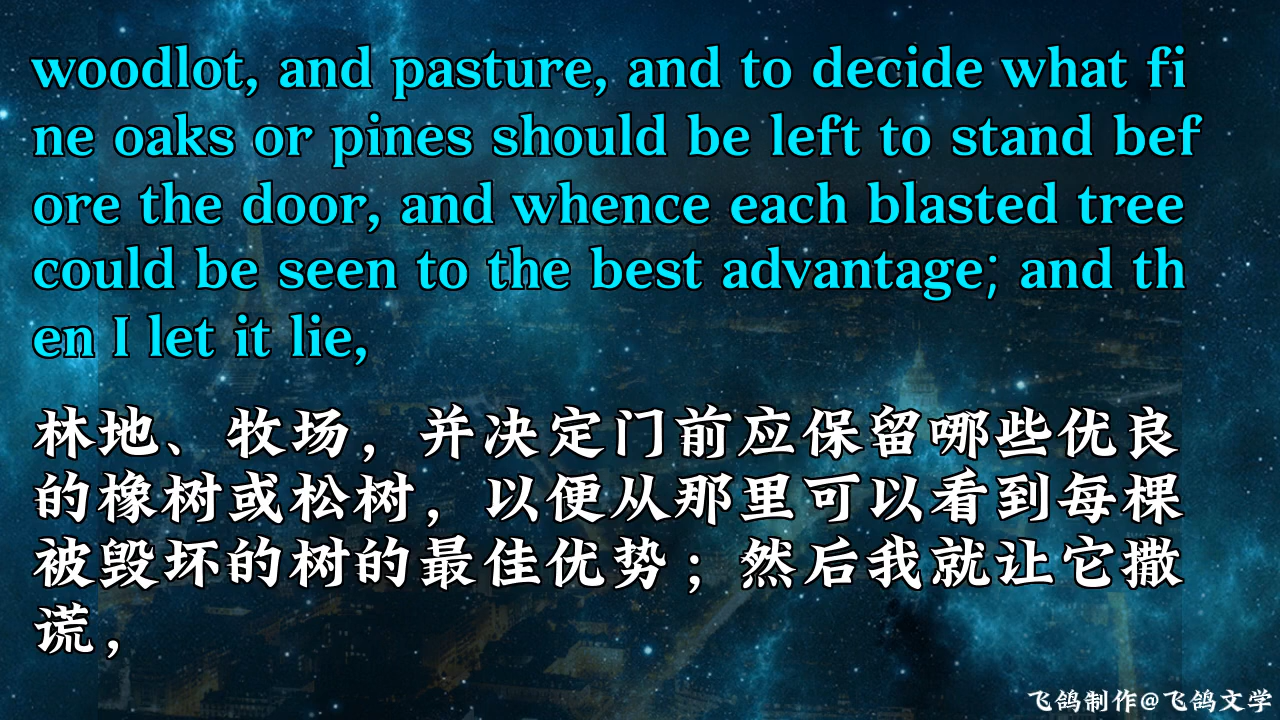 woodlot, and pasture, and to decide what fi
ne oaks or pines should be left to stand bef
ore the door, and whence each blasted tree
could be seen to the best advantage; and th
en I let it lie,
林地、牧场，并决定门前应保留哪些优良
的橡树或松树，以便从那里可以看到每棵
被毁坏的树的最佳优势；然后我就让它撒
谎，
飞鸽制作@飞鸽文学